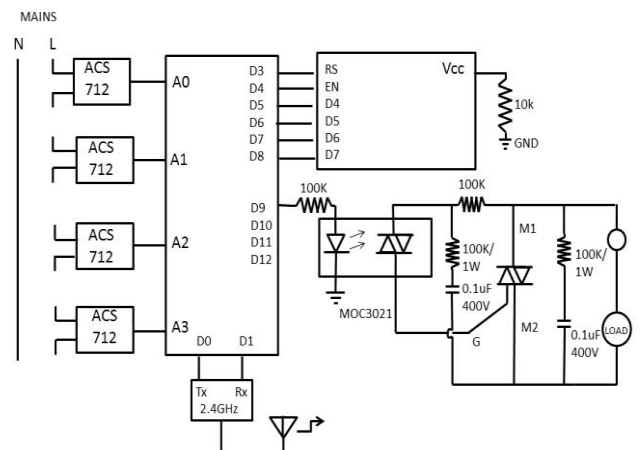 MAINS
N L
ACS
712
A0
ACS
712
A1
ACS
712
A2
ACS
712
A3
D3
D4
D5
D6
D7
D8
D9
D10
D11
D12
D0 D1
RS
EN
D4
D5
D6
D7
Vcc
10k
GND
100K
MOC3021
100K
100K/
1W
0.1uF
400V
M1
M2
G
100K/
1W
0.1uF
400V
LOAD
Tx Rx
2.4GHz